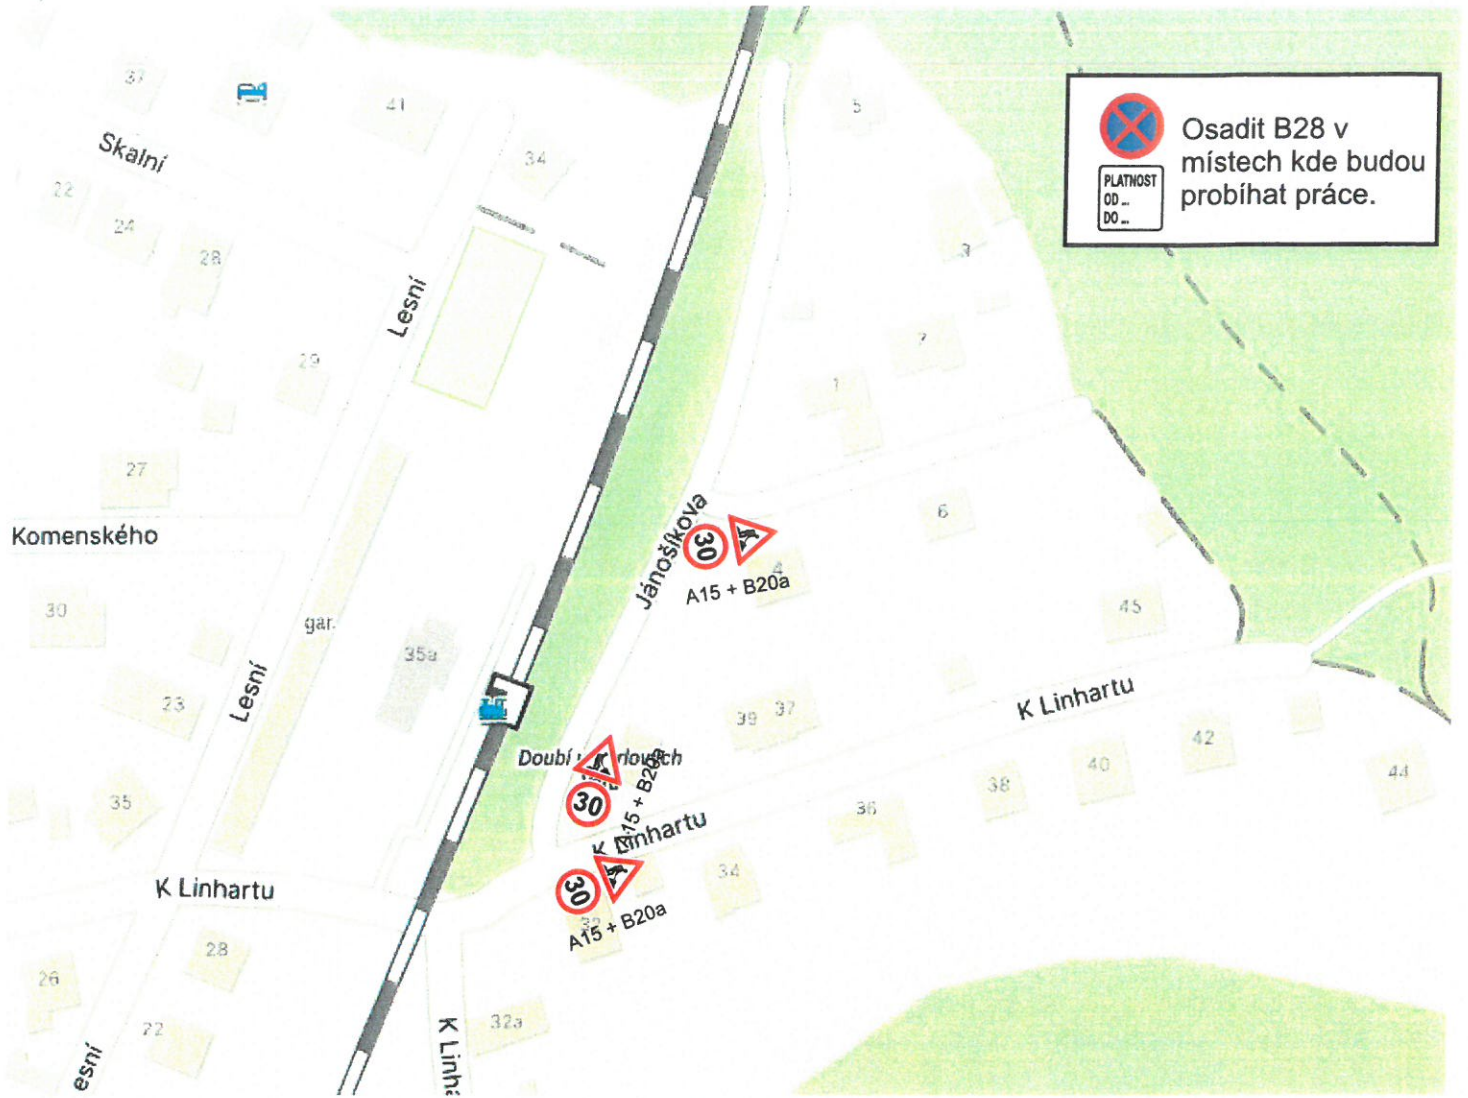 Osadit B28 v
místech kde budou
probíhat práce.
PLATNOST
OD ...
DO ...
37
41
5
Skalní
34
22
24
28
3
Lesní
29
7
1
27
Komenského
Jánošíkova
30
6
4
A15 + B20a
30
gar.
35a
45
23
Lesní
39
37
K Linhartu
42
40
38
44
30
A15 + B20a
35
36
K Linhartu
34
K Linhartu
30
32
A15 + B20a
28
26
22
32a
K Linha
esní